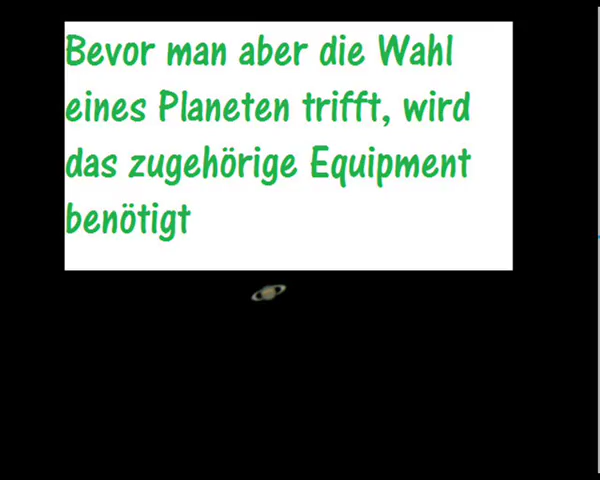 Bevor man aber die Wahl
eines Planeten trifft, wird
das zugehörige Equipment
benötigt